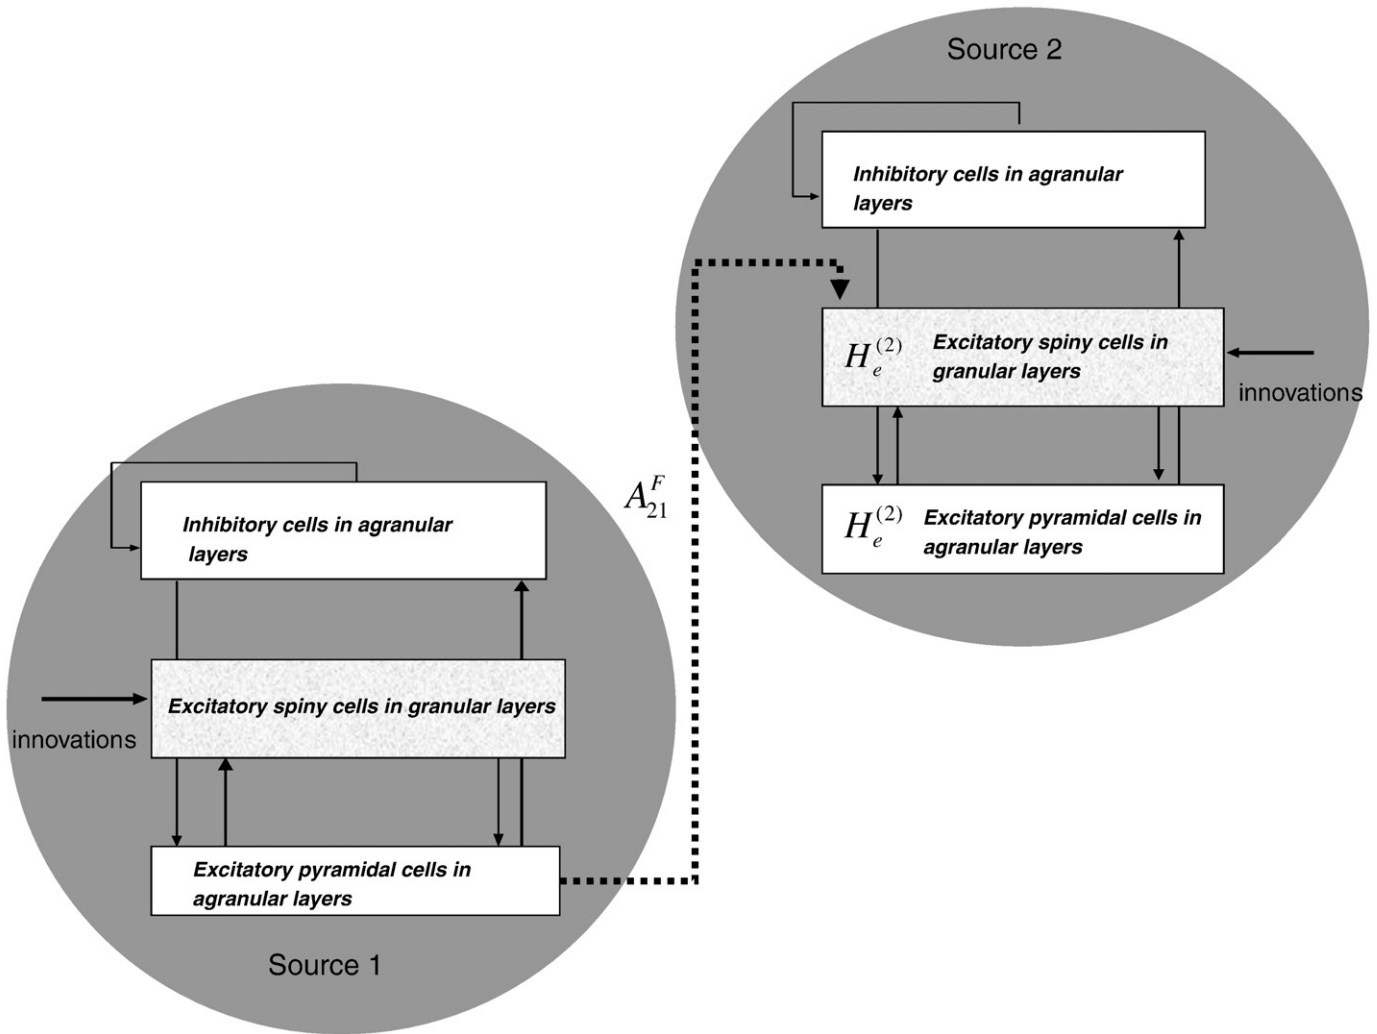 Source 2
Inhibitory cells in agranular
layers
H_e^{(2)}
Excitatory spiny cells in
granular layers
innovations
A_{21}^F
H_e^{(2)}
Excitatory pyramidal cells in
agranular layers
Inhibitory cells in agranular
layers
Excitatory spiny cells in granular layers
innovations
Excitatory pyramidal cells in
agranular layers
Source 1